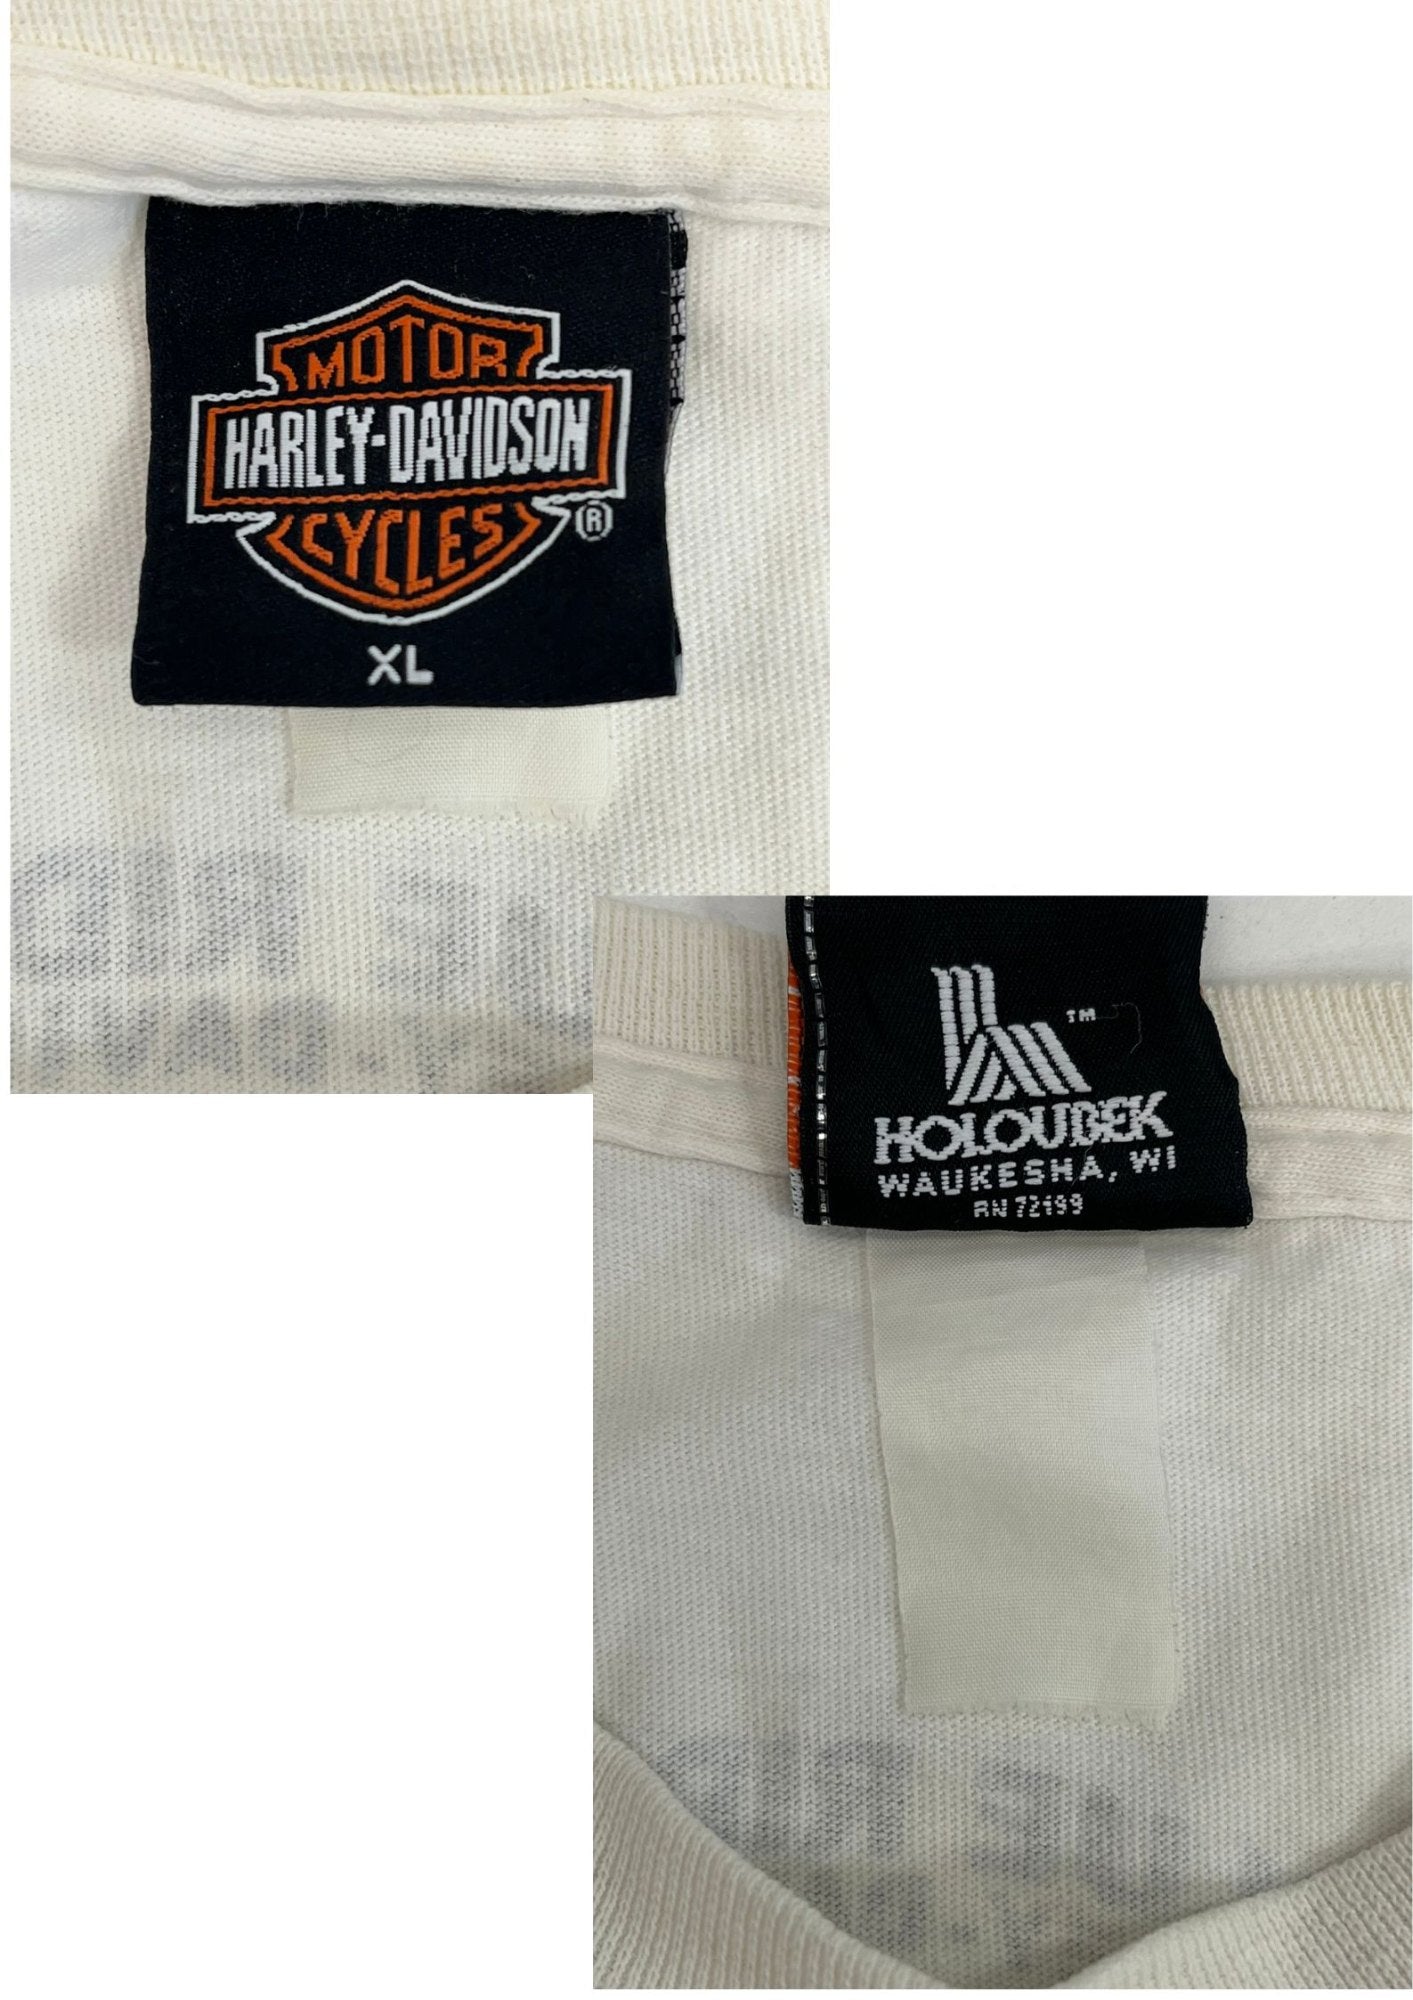 MOTOR
HARLEY-DAVIDSON
CYCLES
®
XL
TM
HOLOUBEK
WAUKESHA, WI
RN 72199